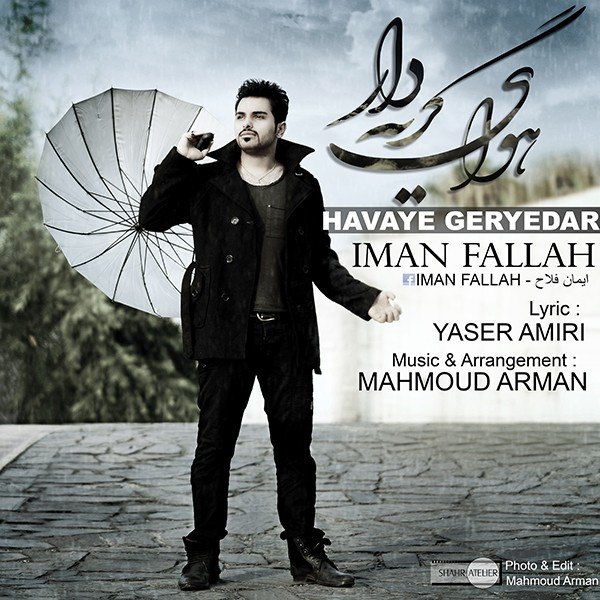 هوای گریه دار
HAVAYE GERYEDAR
IMAN FALLAH
IMAN FALLAH - ایمان فلاح
Lyric :
YASER AMIRI
Music & Arrangement :
MAHMOUD ARMAN
SHAHR ATELIER
Photo & Edit :
Mahmoud Arman